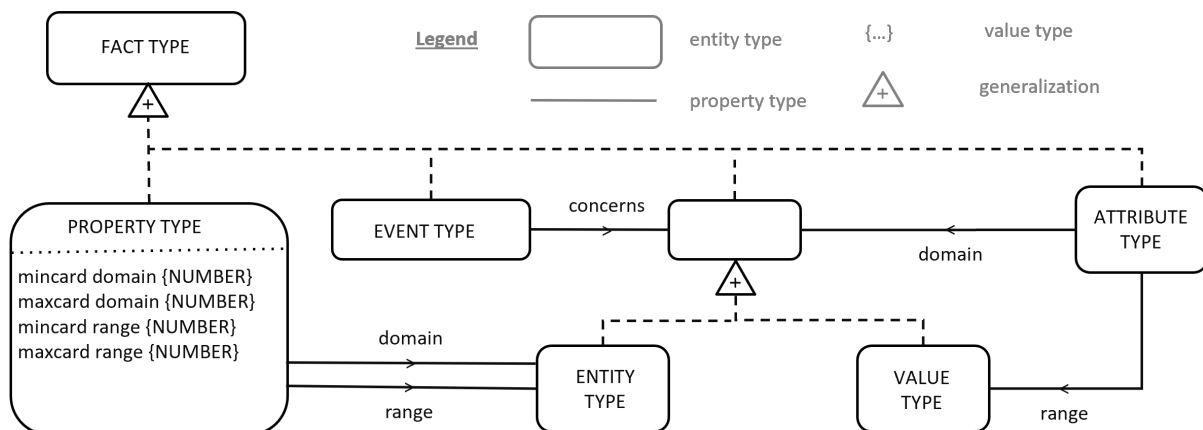 FACT TYPE
Legend
entity type
{...}
value type
property type
+
generalization
+
PROPERTY TYPE
mincard domain {NUMBER}
maxcard domain {NUMBER}
mincard range {NUMBER}
maxcard range {NUMBER}
EVENT TYPE
concerns
domain
ATTRIBUTE
TYPE
+
domain
range
ENTITY
TYPE
VALUE
TYPE
range